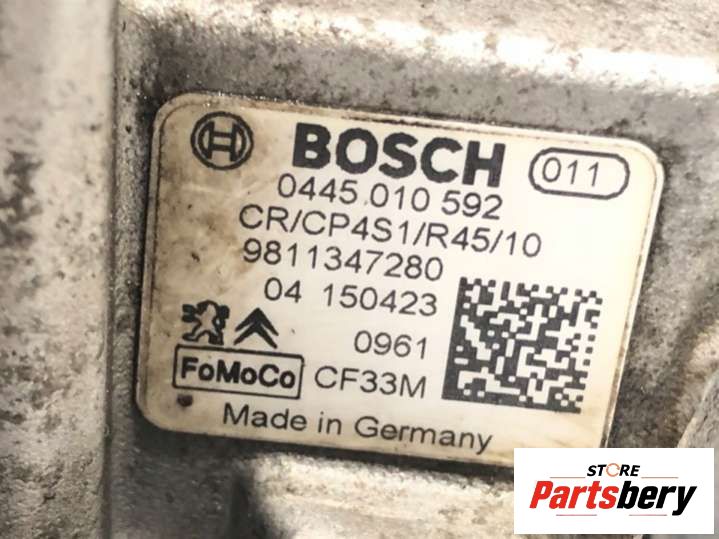 BOSCH 011
0445 010 592
CR/CP4S1/R45/10
9811347280
04 150423
0961
FoMoCo CF33M
Made in Germany
STORE
Partsbery